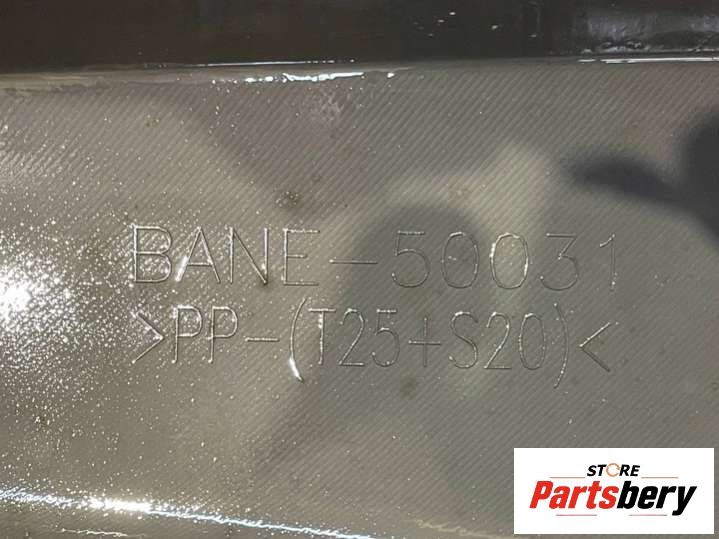 BANE-50031
>PP-(T25+S20)<
STORE
Partsbery